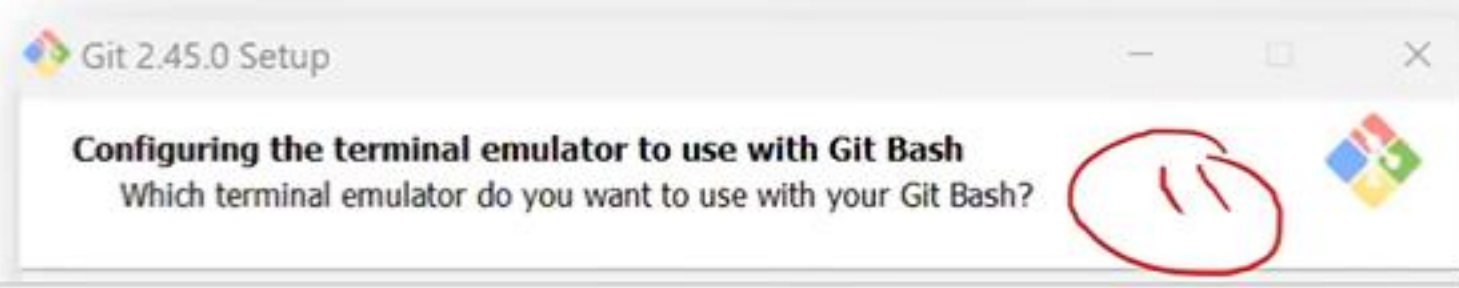 Git 2.45.0 Setup
Configuring the terminal emulator to use with Git Bash
Which terminal emulator do you want to use with your Git Bash?
11